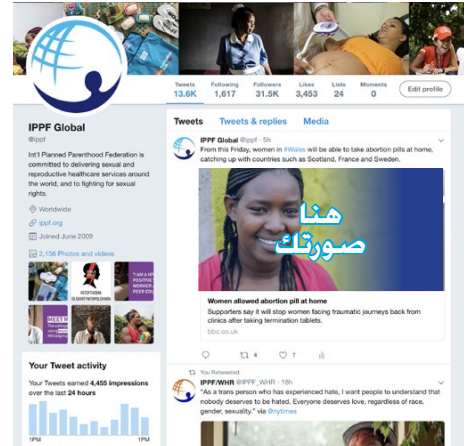 Tweets Following Followers Likes Lists Moments
13.6K 1,617 31.5K 3,453 24 0
Edit profile
IPPF Global
@ippf
Int'l Planned Parenthood Federation is
committed to delivering sexual and
reproductive healthcare services around
the world, and to fighting for sexual
rights.
Worldwide
ippf.org
Joined June 2009
2,156 Photos and videos
Your Tweet activity
Your Tweets earned 4,455 impressions
over the last 24 hours
1PM 1PM
Tweets Tweets & replies Media
IPPF Global @ippf · 5h
From this Friday, women in #Wales will be able to take abortion pills at home,
catching up with countries such as Scotland, France and Sweden.
هنا
صورتك
Women allowed abortion pill at home
Supporters say it will stop women facing traumatic journeys back from
clinics after taking termination tablets.
bbc.co.uk
4 7
You Retweeted
IPPF/WHR @IPPF_WHR · 18h
"As a trans person who has experienced hate, I want people to understand that
nobody deserves to be hated. Everyone deserves love, regardless of race,
gender, sexuality." via @nytimes